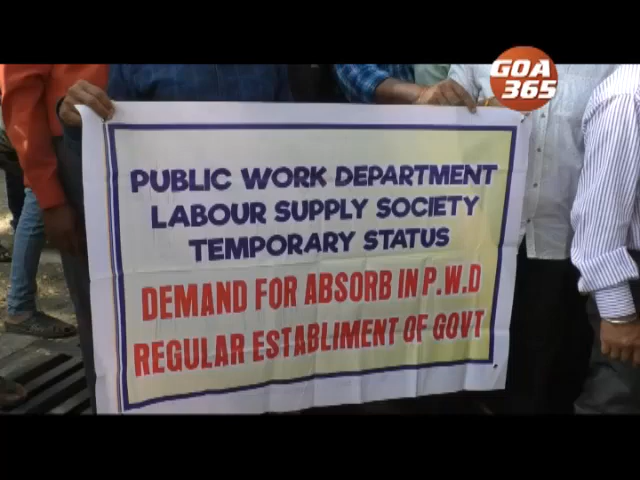 GOA
365
PUBLIC WORK DEPARTMENT
LABOUR SUPPLY SOCIETY
TEMPORARY STATUS
DEMAND FOR ABSORB IN P.W.D
REGULAR ESTABLIMENT OF GOVT